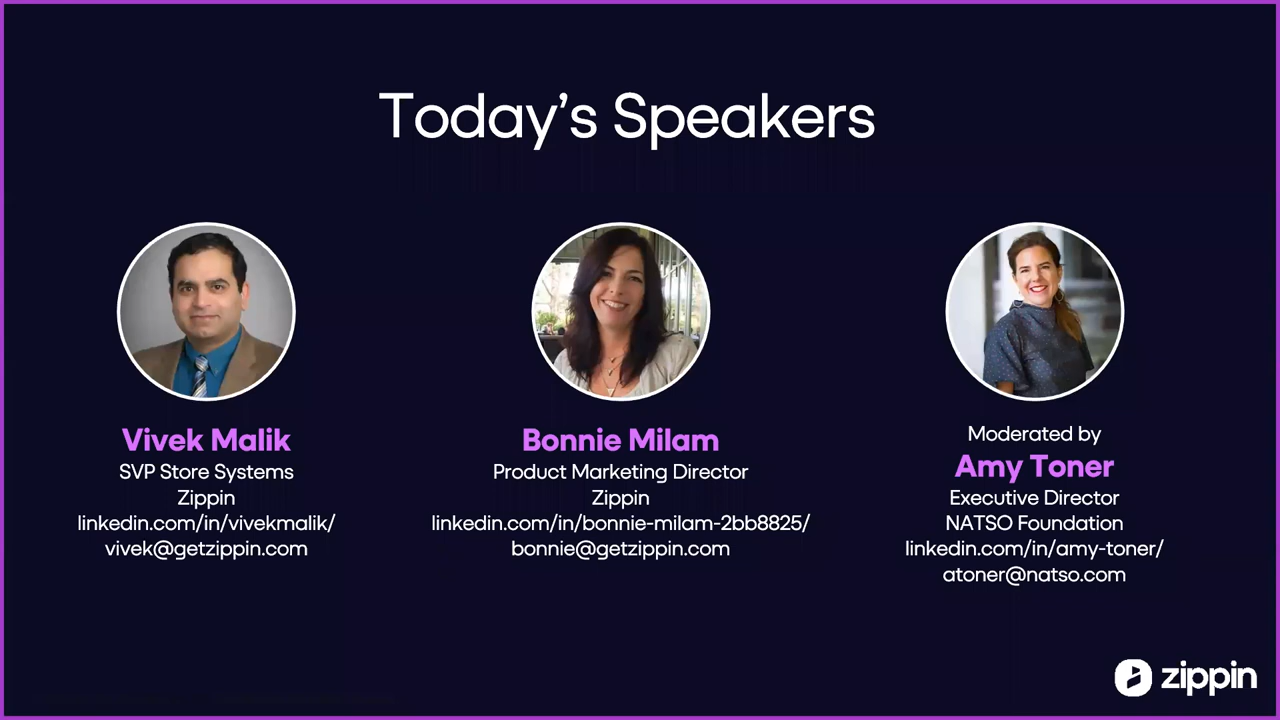 Today's Speakers
Vivek Malik
SVP Store Systems
Zippin
linkedin.com/in/vivekmalik/
vivek@getzippin.com
Bonnie Milam
Product Marketing Director
Zippin
linkedin.com/in/bonnie-milam-2bb8825/
bonnie@getzippin.com
Moderated by
Amy Toner
Executive Director
NATSO Foundation
linkedin.com/in/amy-toner/
atoner@natso.com
zippin